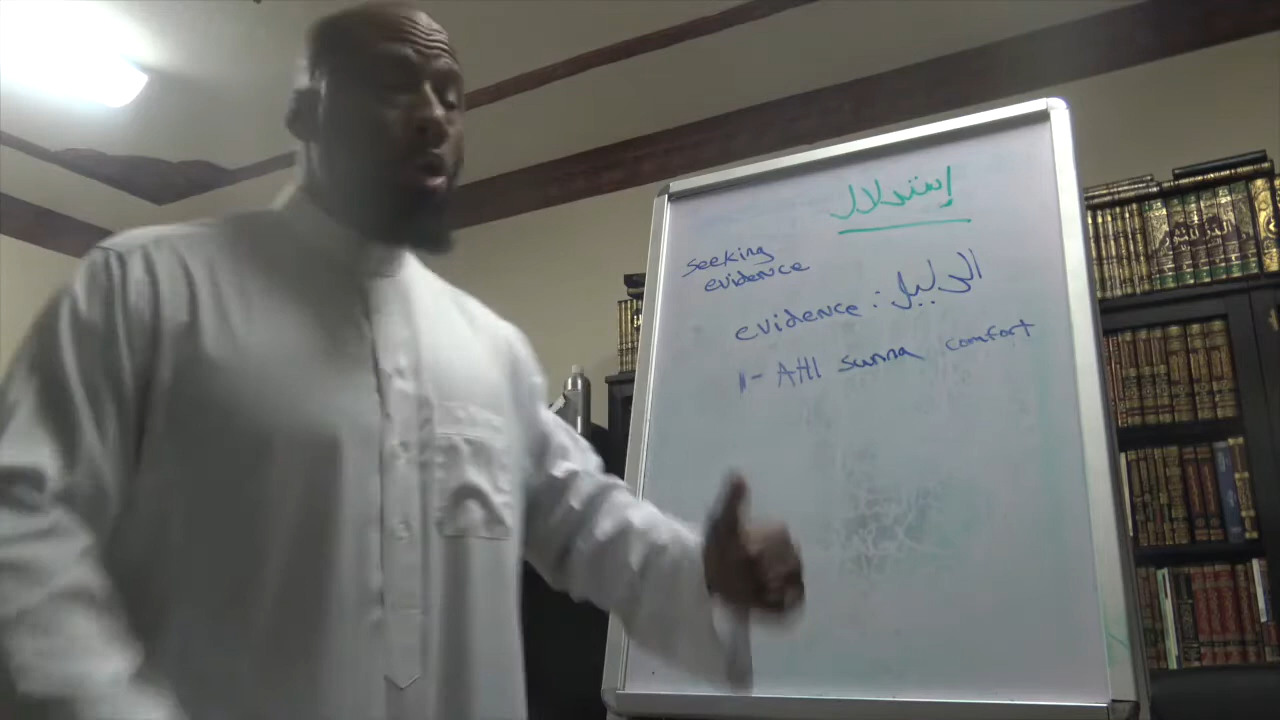 إستدلال
seeking
evidence
evidence : الدليل
1- Ahl sunna comfort